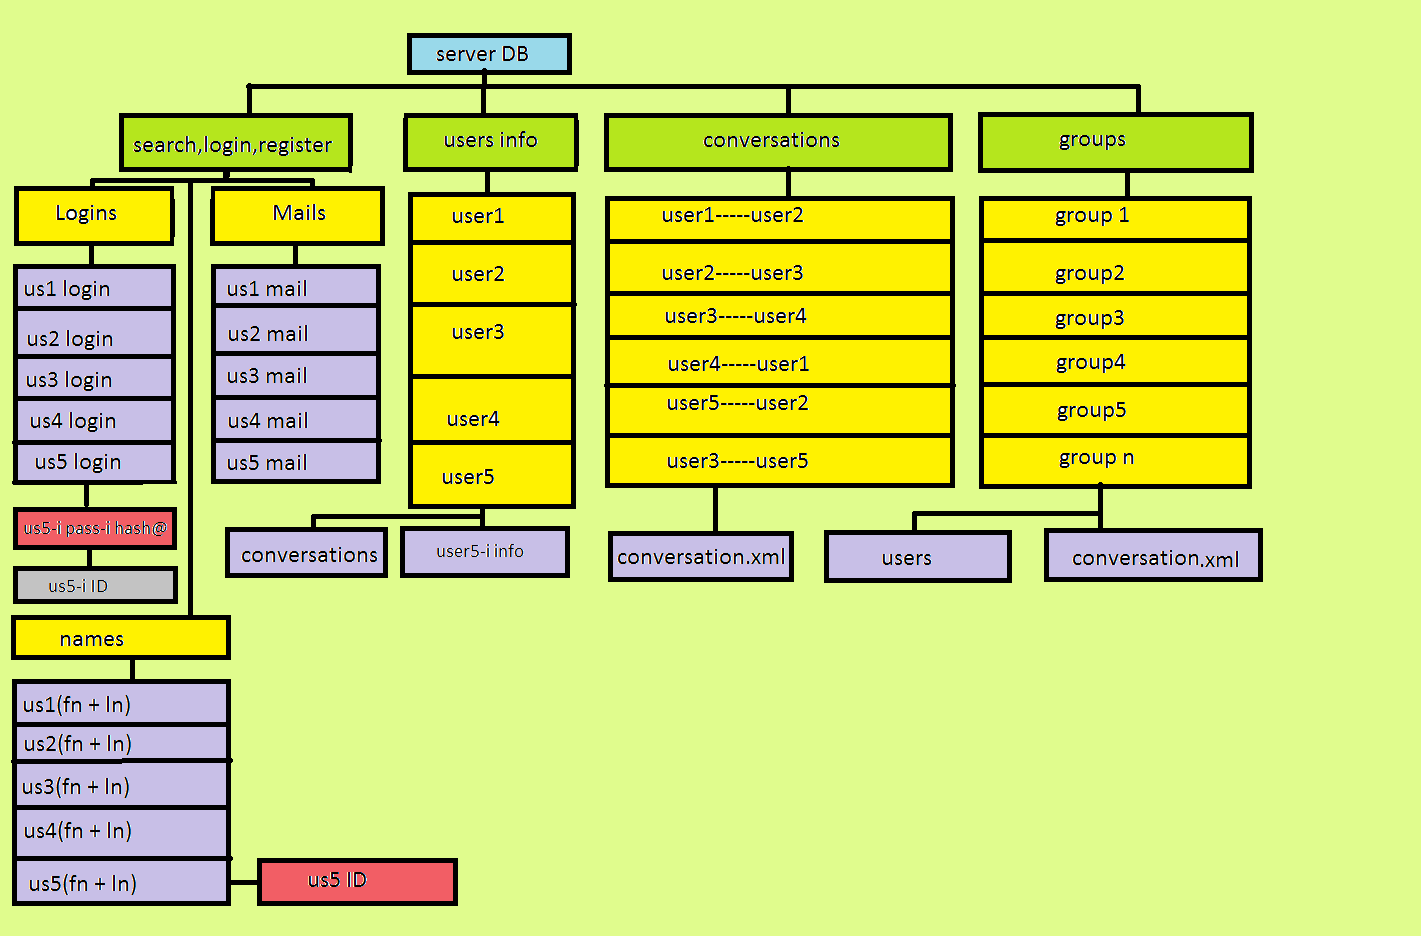 server DB
search,login,register
users info
conversations
groups
Logins
Mails
us1 login
us2 login
us3 login
us4 login
us5 login
us5-i pass-i hash@
us5-i ID
us1 mail
us2 mail
us3 mail
us4 mail
us5 mail
names
us1(fn + ln)
us2(fn + ln)
us3(fn + ln)
us4(fn + ln)
us5(fn + ln)
us5 ID
user1
user2
user3
user4
user5
conversations
user5-i info
user1-----user2
user2-----user3
user3-----user4
user4-----user1
user5-----user2
user3-----user5
conversation.xml
group 1
group2
group3
group4
group5
group n
users
conversation.xml